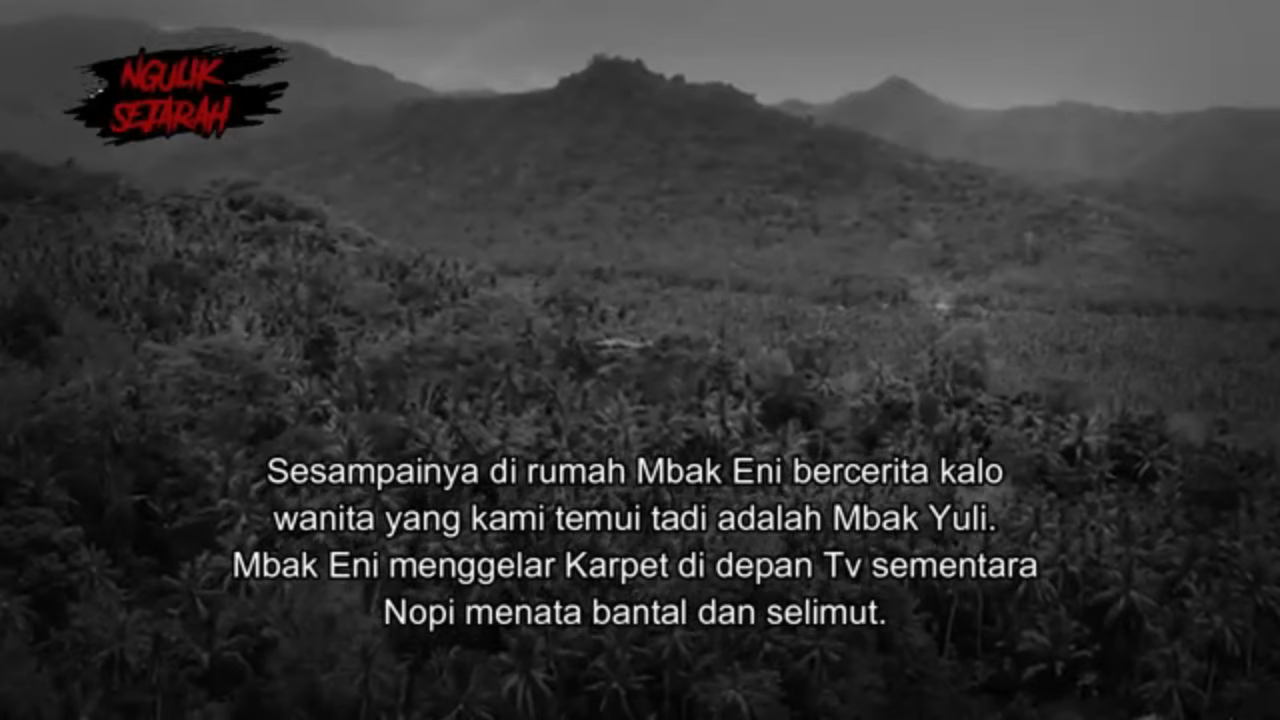 NGULIK
SEJARAH
Sesampainya di rumah Mbak Eni bercerita kalo
wanita yang kami temui tadi adalah Mbak Yuli.
Mbak Eni menggelar Karpet di depan Tv sementara
Nopi menata bantal dan selimut.